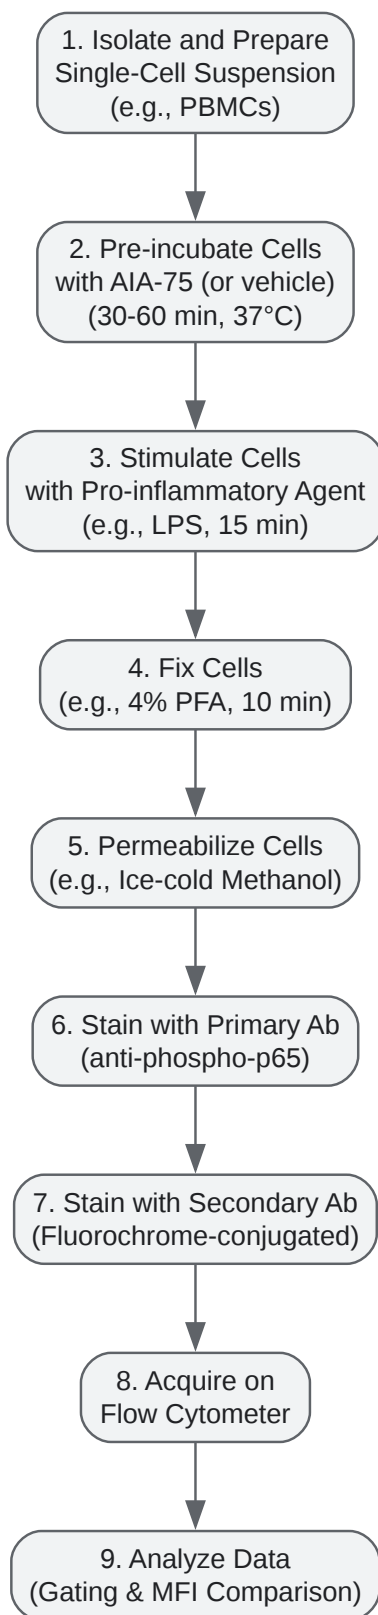 1. Isolate and Prepare
Single-Cell Suspension
(e.g., PBMCs)
2. Pre-incubate Cells
with AIA-75 (or vehicle)
(30-60 min, 37°C)
3. Stimulate Cells
with Pro-inflammatory Agent
(e.g., LPS, 15 min)
4. Fix Cells
(e.g., 4% PFA, 10 min)
5. Permeabilize Cells
(e.g., Ice-cold Methanol)
6. Stain with Primary Ab
(anti-phospho-p65)
7. Stain with Secondary Ab
(Fluorochrome-conjugated)
8. Acquire on
Flow Cytometer
9. Analyze Data
(Gating & MFI Comparison)